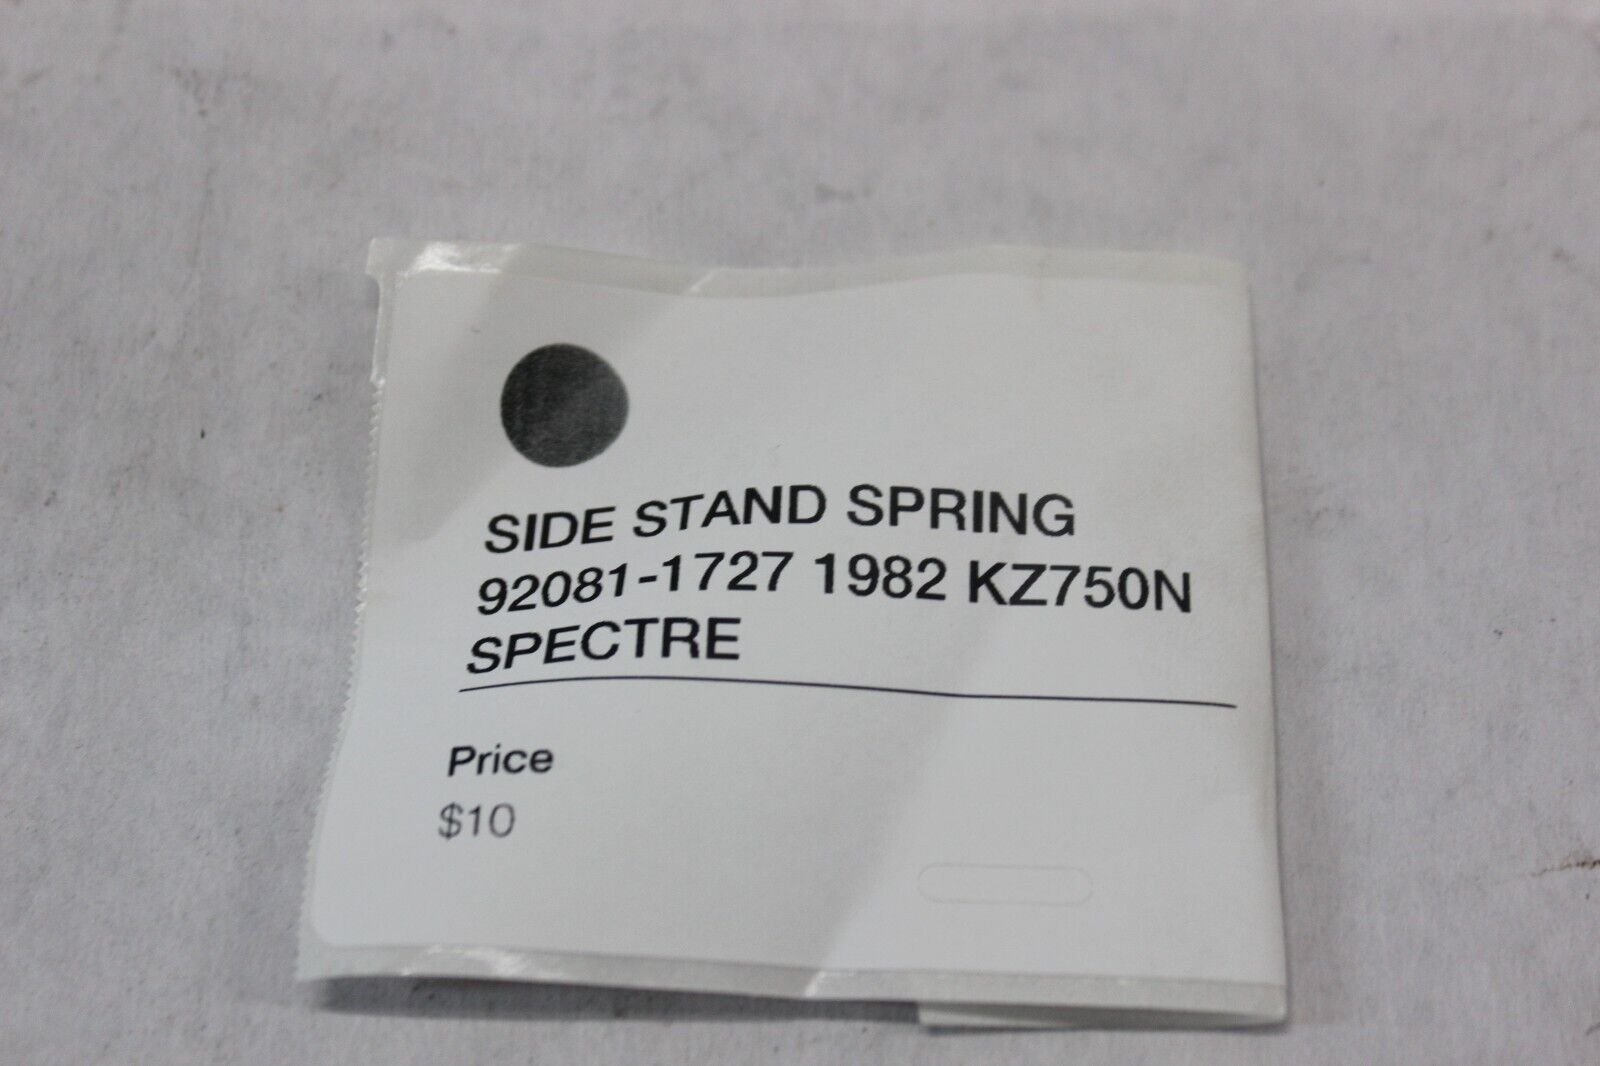 SIDE STAND SPRING
92081-1727 1982 KZ750N
SPECTRE
Price
$10